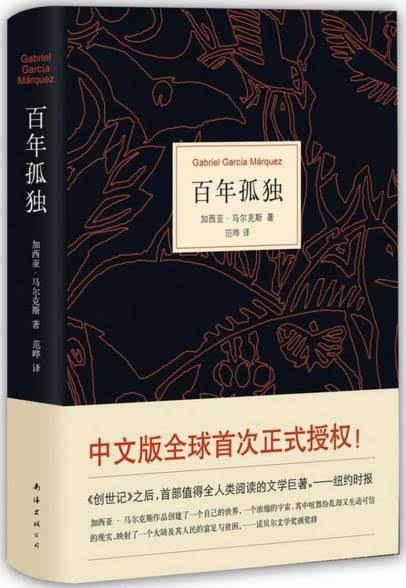 Gabriel
García
Márquez
百年孤独
加西亚·马尔克斯 著
范晔 译
南海出版公司
Gabriel García Márquez
百年孤独
加西亚·马尔克斯 著
范晔 译
中文版全球首次正式授权!
《创世记》之后,首部值得全人类阅读的文学巨著。——纽约时报
加西亚·马尔克斯作品创建了一个自己的世界,一个浓缩的宇宙,其中喧嚣纷乱却又生动可信
的现实,映射了一个大陆及其人民的富足与贫困。——诺贝尔文学奖颁奖辞